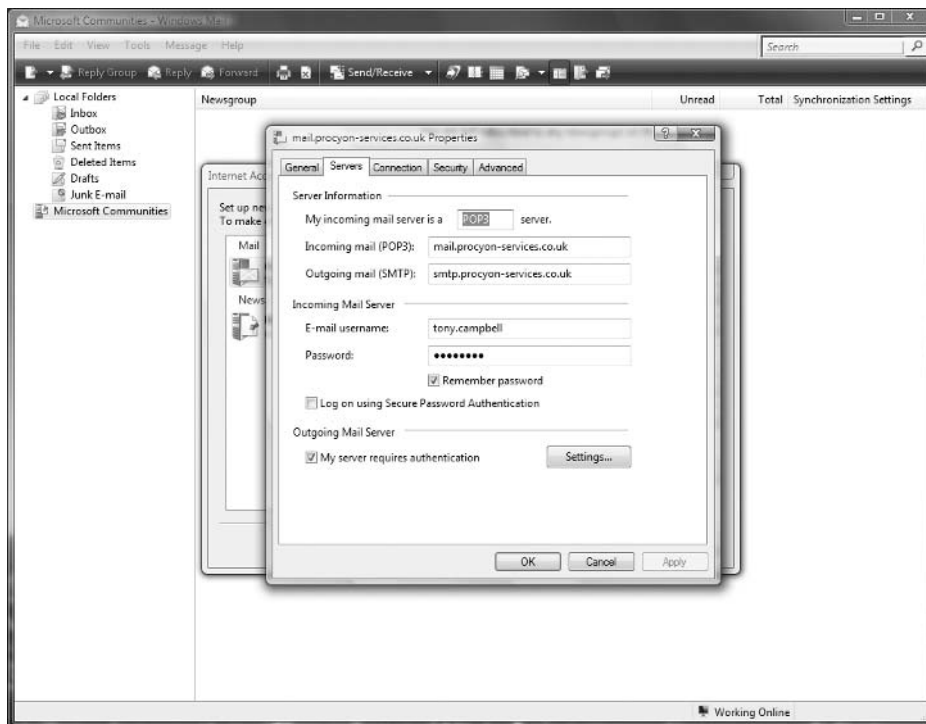 Microsoft Communities - Windows Mail
File Edit View Tools Message Help
Search
Reply Group Reply Forward Send/Receive
Local Folders
Inbox
Outbox
Sent Items
Deleted Items
Drafts
Junk E-mail
Microsoft Communities
Newsgroup Unread Total Synchronization Settings
Internet Acc
Set up ne
To make
Mail
News
mail.procyon-services.co.uk Properties
General Servers Connection Security Advanced
Server Information
My incoming mail server is a POP3 server.
Incoming mail (POP3): mail.procyon-services.co.uk
Outgoing mail (SMTP): smtp.procyon-services.co.uk
Incoming Mail Server
E-mail username: tony.campbell
Password: ●●●●●●●●
Remember password
Log on using Secure Password Authentication
Outgoing Mail Server
My server requires authentication Settings...
OK Cancel Apply
Working Online